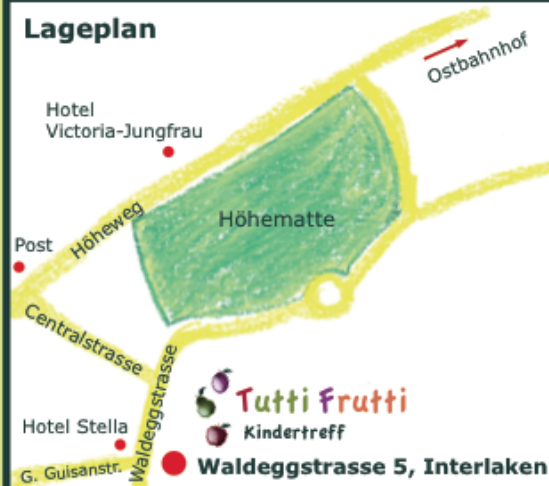 Lageplan
Ostbahnhof
Hotel
Victoria-Jungfrau
Höhematte
Höheweg
Post
Centralstrasse
Waldeggstrasse
Tutti Frutti
Kindertreff
Hotel Stella
G. Guisanstr.
Waldeggstrasse 5, Interlaken